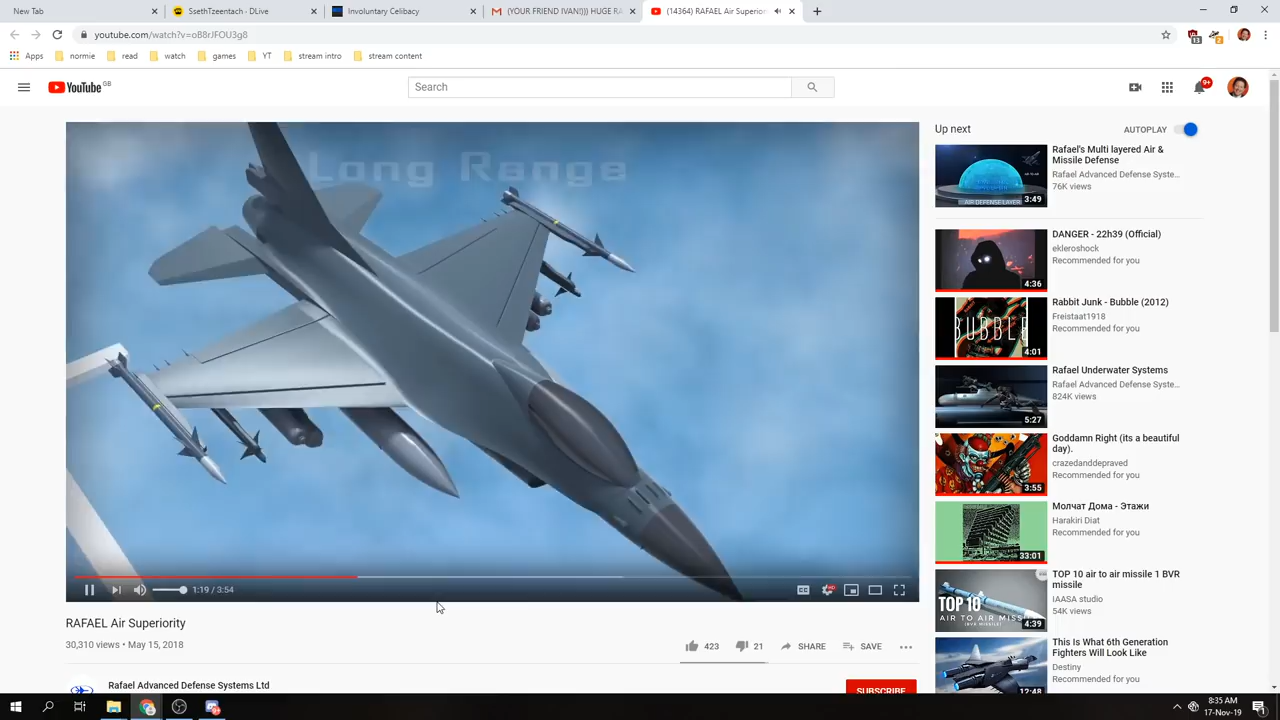 New Tab
SsethTzeentach - DLive
Involuntary Celibacy
(YOUR FRIEND IVAN!)) HUGE RA
(14364) RAFAEL Air Superiori
youtube.com/watch?v=oB8rJFOU3g8
13
2
Apps
normie
read
watch
games
YT
stream intro
stream content
YouTube GB
Search
9+
Long Range
1:19 / 3:54
HD
RAFAEL Air Superiority
30,310 views • May 15, 2018
423
21
SHARE
SAVE
Rafael Advanced Defense Systems Ltd
SUBSCRIBE
Up next
AUTOPLAY
AIR DEFENSE LAYER
3:49
Rafael's Multi layered Air &
Missile Defense
Rafael Advanced Defense Syste...
76K views
4:36
DANGER - 22h39 (Official)
ekleroshock
Recommended for you
BUBBLE
4:01
Rabbit Junk - Bubble (2012)
Freistaat1918
Recommended for you
5:27
Rafael Underwater Systems
Rafael Advanced Defense Syste...
824K views
3:55
Goddamn Right (its a beautiful
day).
crazedanddepraved
Recommended for you
33:01
Молчат Дома - Этажи
Harakiri Diat
Recommended for you
TOP 10
AIR TO AIR MISS
(BVR MISSILE)
4:39
TOP 10 air to air missile 1 BVR
missile
IAASA studio
54K views
12:48
This Is What 6th Generation
Fighters Will Look Like
Destiny
Recommended for you
8:35 AM
17-Nov-19
1